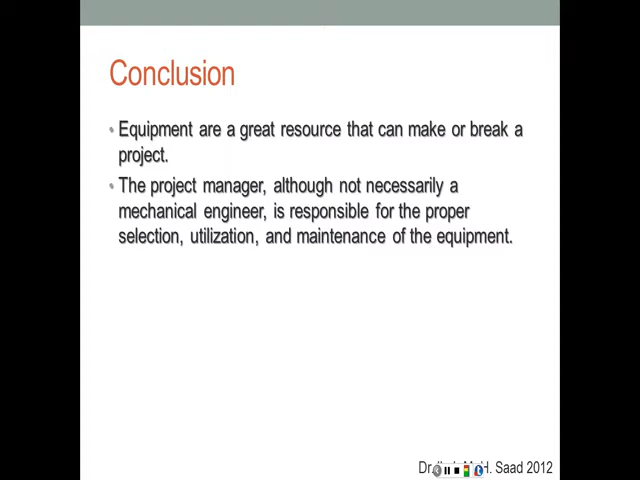 Conclusion
• Equipment are a great resource that can make or break a
project.
• The project manager, although not necessarily a
mechanical engineer, is responsible for the proper
selection, utilization, and maintenance of the equipment.
H. Saad 2012